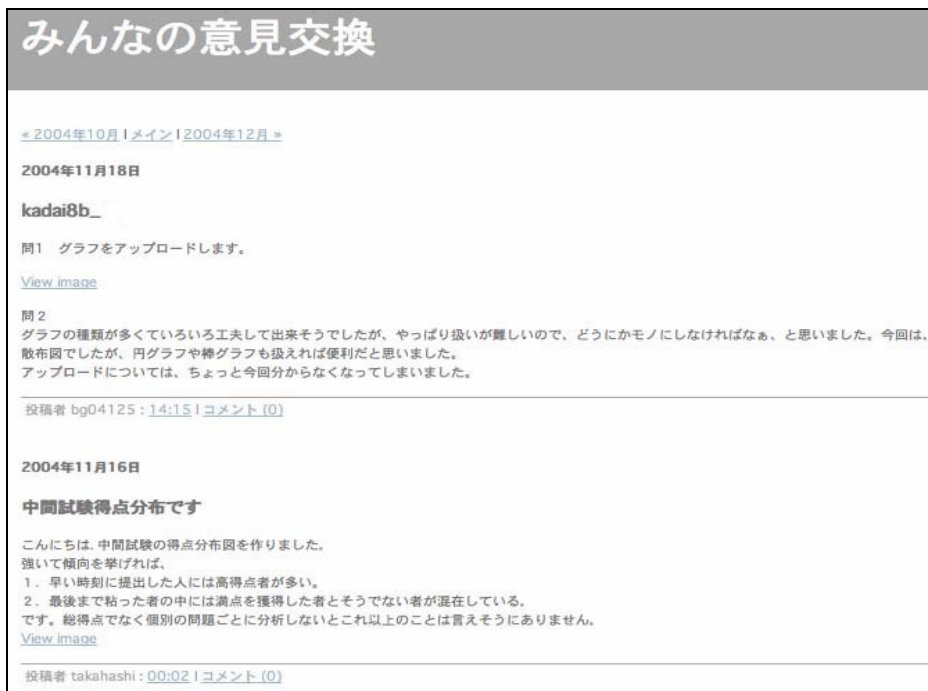 みんなの意見交換
« 2004年10月 | メイン | 2004年12月 »
2004年11月18日
kadai8b_
問1　グラフをアップロードします。
View image
問２
グラフの種類が多くていろいろ工夫して出来そうでしたが、やっぱり扱いが難しいので、どうにかモノにしなければなぁ、と思いました。今回は、
散布図でしたが、円グラフや棒グラフも扱えれば便利だと思いました。
アップロードについては、ちょっと今回分からなくなってしまいました。
投稿者 bg04125 : 14:15 | コメント (0)
2004年11月16日
中間試験得点分布です
こんにちは、中間試験の得点分布図を作りました。
強いて傾向を挙げれば、
１．早い時刻に提出した人には高得点者が多い。
２．最後まで粘った者の中には満点を獲得した者とそうでない者が混在している。
です。総得点でなく個別の問題ごとに分析しないとこれ以上のことは言えそうにありません。
View image
投稿者 takahashi : 00:02 | コメント (0)